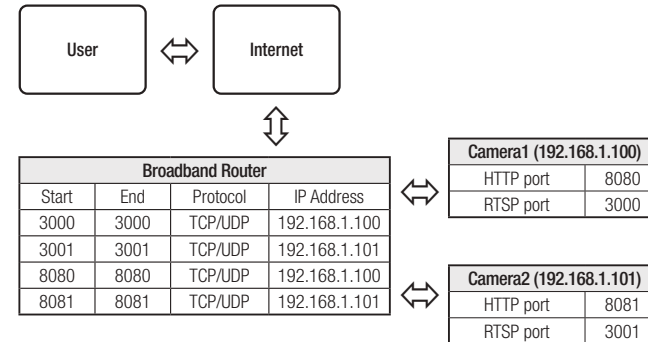 User
Internet
Broadband Router
Start End Protocol IP Address
3000 3000 TCP/UDP 192.168.1.100
3001 3001 TCP/UDP 192.168.1.101
8080 8080 TCP/UDP 192.168.1.100
8081 8081 TCP/UDP 192.168.1.101
Camera1 (192.168.1.100)
HTTP port 8080
RTSP port 3000
Camera2 (192.168.1.101)
HTTP port 8081
RTSP port 3001